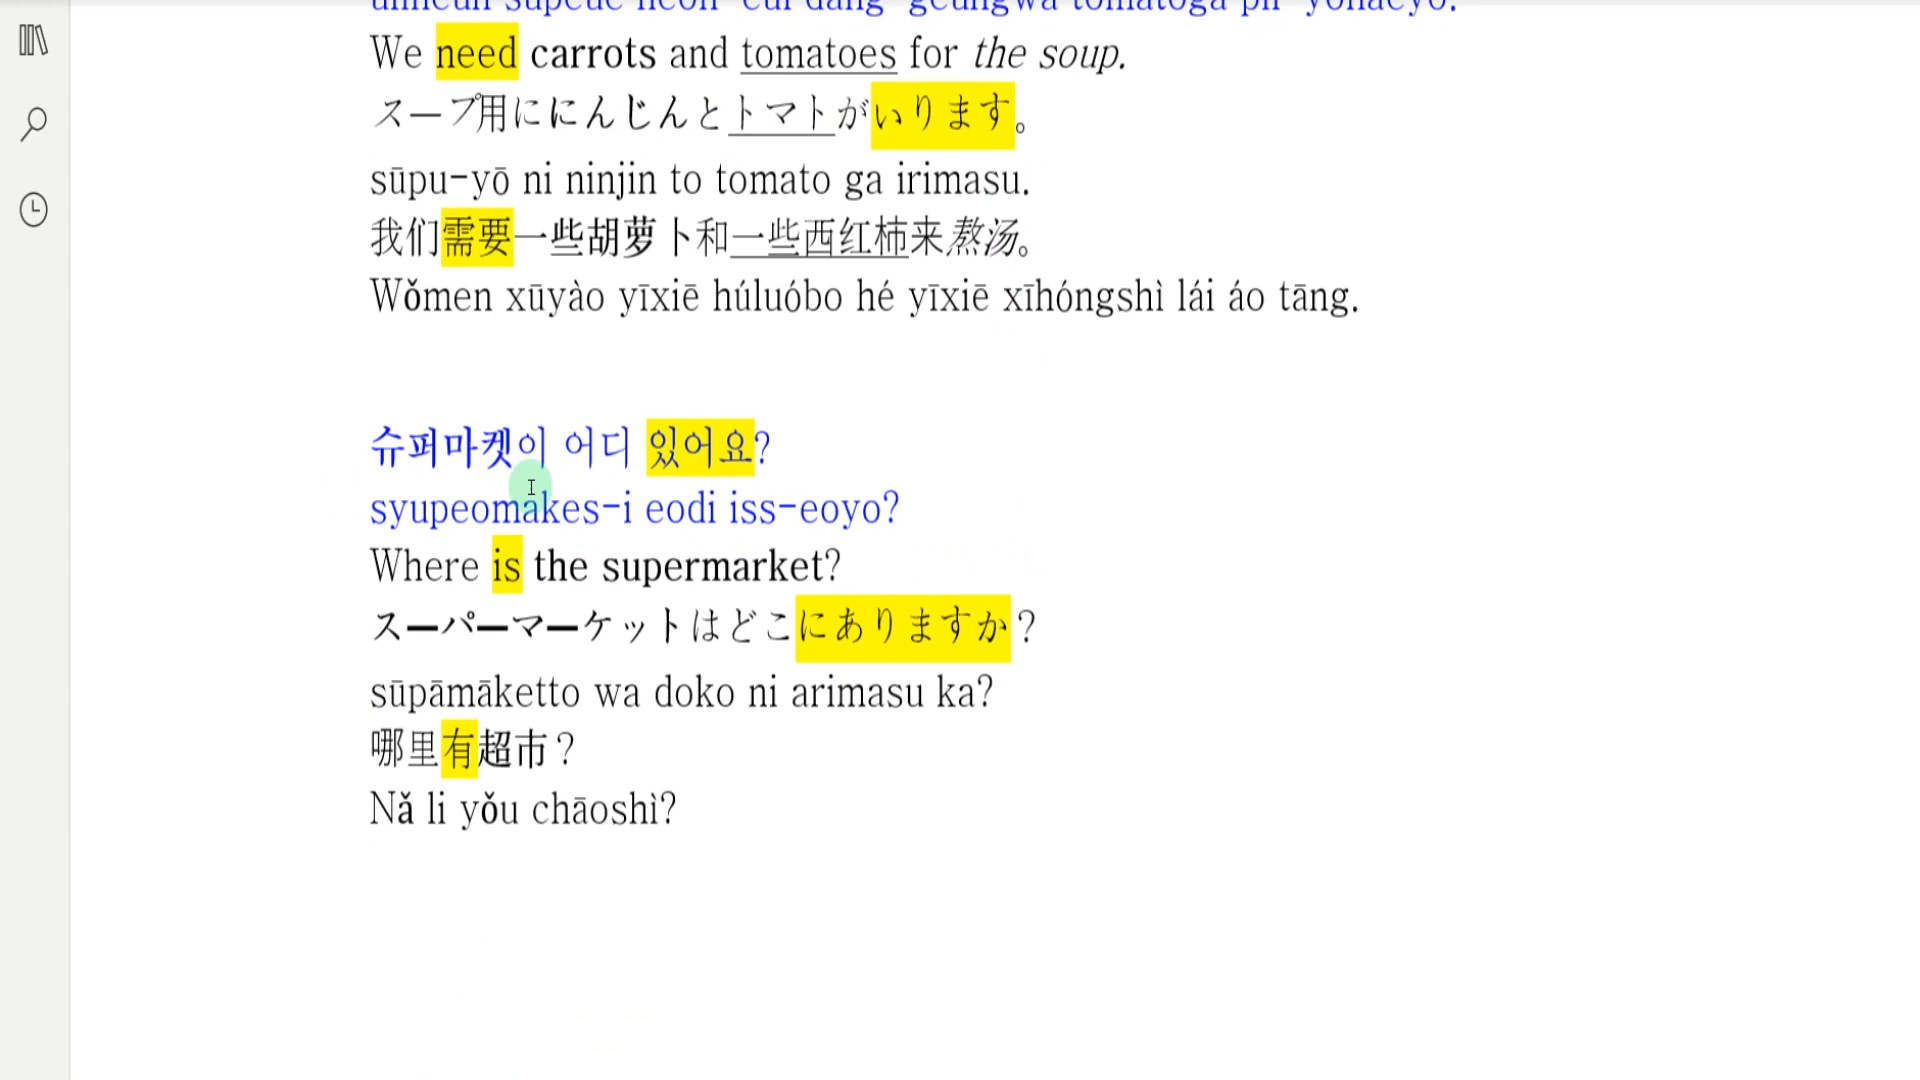 We need carrots and tomatoes for the soup.
スープ用ににんじんとトマトがいります。
sūpu-yō ni ninjin to tomato ga irimasu.
我们需要一些胡萝卜和一些西红柿来熬汤。
Wǒmen xūyào yīxiē húluóbo hé yīxiē xīhóngshì lái áo tāng.
슈퍼마켓이 어디 있어요?
syupeomakes-i eodi iss-eoyo?
Where is the supermarket?
スーパーマーケットはどこにありますか？
sūpāmāketto wa doko ni arimasu ka?
哪里有超市？
Nǎ li yǒu chāoshì?